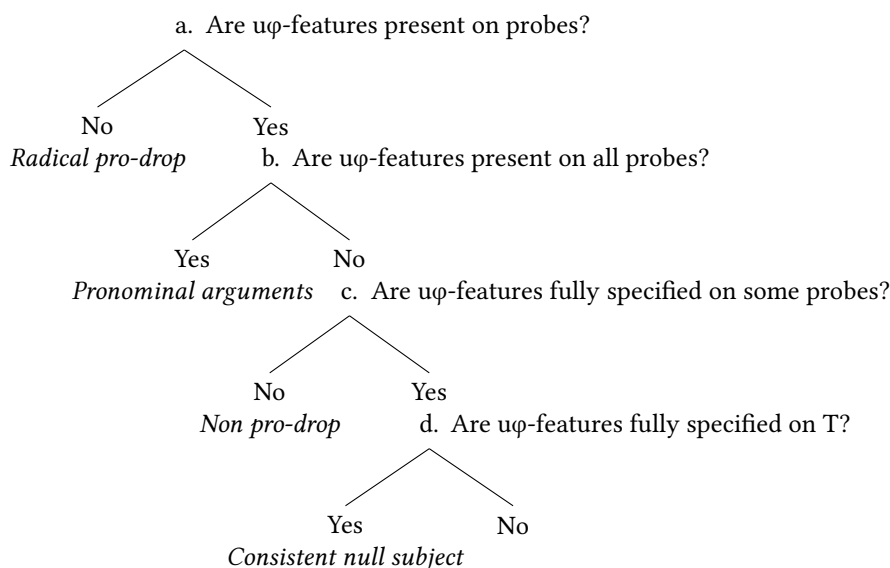 a. Are uφ-features present on probes?
No Yes
Radical pro-drop b. Are uφ-features present on all probes?
Yes No
Pronominal arguments c. Are uφ-features fully specified on some probes?
No Yes
Non pro-drop d. Are uφ-features fully specified on T?
Yes No
Consistent null subject